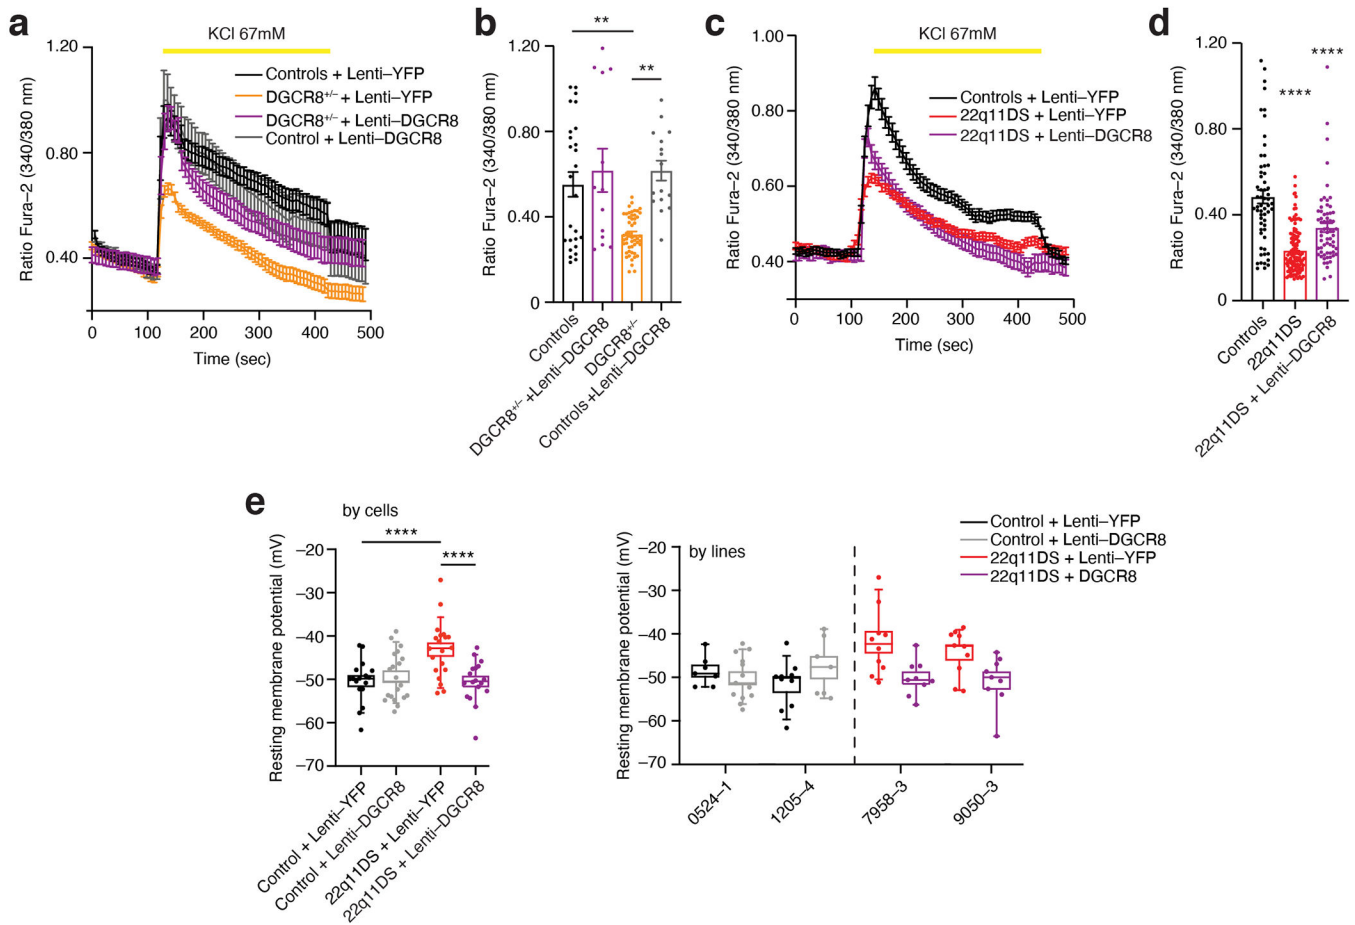 a
KCl 67mM
Ratio Fura–2 (340/380 nm)
1.20
0.80
0.40
Controls + Lenti–YFP
DGCR8+/– + Lenti–YFP
DGCR8+/– + Lenti–DGCR8
Control + Lenti–DGCR8
0
100
200
300
400
500
Time (sec)
b
**
**
Ratio Fura–2 (340/380 nm)
1.20
0.80
0.40
0
Controls
DGCR8+/– +Lenti–DGCR8
DGCR8+/–
Controls +Lenti–DGCR8
c
KCl 67mM
Ratio Fura–2 (340/380 nm)
1.00
0.80
0.60
0.40
Controls + Lenti–YFP
22q11DS + Lenti–YFP
22q11DS + Lenti–DGCR8
0
100
200
300
400
500
Time (sec)
d
****
****
Ratio Fura–2 (340/380 nm)
1.20
0.80
0.40
0
Controls
22q11DS
22q11DS + Lenti–DGCR8
e
by cells
****
****
Resting membrane potential (mV)
–20
–30
–40
–50
–60
–70
Control + Lenti–YFP
Control + Lenti–DGCR8
22q11DS + Lenti–YFP
22q11DS + Lenti–DGCR8
by lines
Resting membrane potential (mV)
–20
–30
–40
–50
–60
–70
Control + Lenti–YFP
Control + Lenti–DGCR8
22q11DS + Lenti–YFP
22q11DS + DGCR8
0524–1
1205–4
7958–3
9050–3